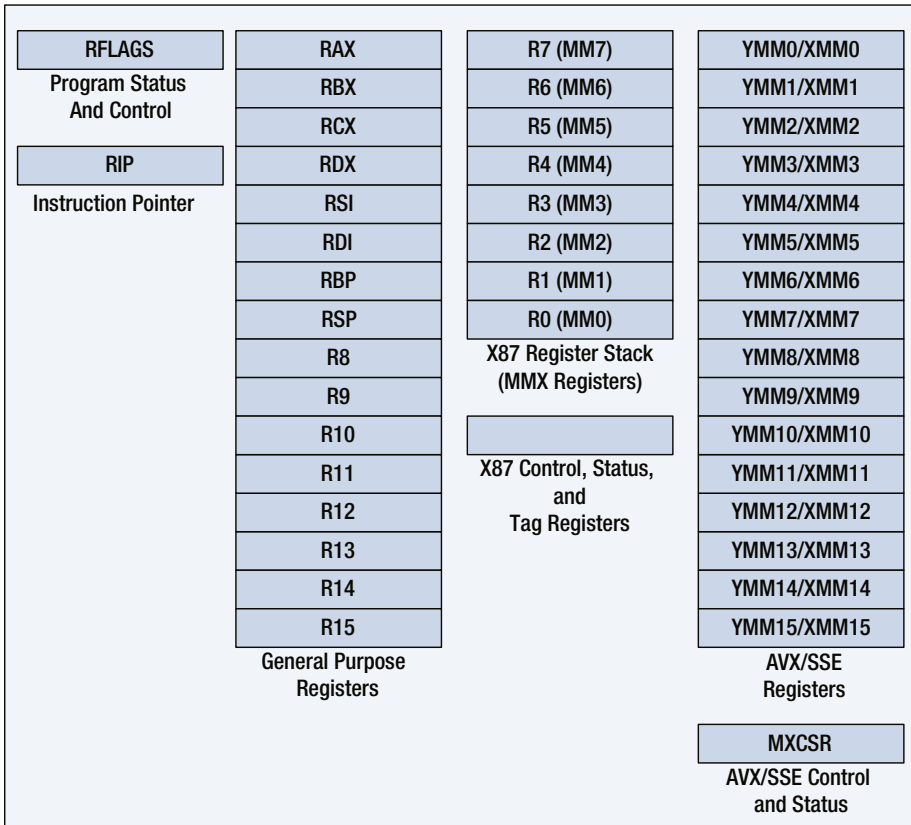 RFLAGS
Program Status
And Control
RIP
Instruction Pointer
RAX
RBX
RCX
RDX
RSI
RDI
RBP
RSP
R8
R9
R10
R11
R12
R13
R14
R15
General Purpose
Registers
R7 (MM7)
R6 (MM6)
R5 (MM5)
R4 (MM4)
R3 (MM3)
R2 (MM2)
R1 (MM1)
R0 (MM0)
X87 Register Stack
(MMX Registers)
X87 Control, Status,
and
Tag Registers
YMM0/XMM0
YMM1/XMM1
YMM2/XMM2
YMM3/XMM3
YMM4/XMM4
YMM5/XMM5
YMM6/XMM6
YMM7/XMM7
YMM8/XMM8
YMM9/XMM9
YMM10/XMM10
YMM11/XMM11
YMM12/XMM12
YMM13/XMM13
YMM14/XMM14
YMM15/XMM15
AVX/SSE
Registers
MXCSR
AVX/SSE Control
and Status